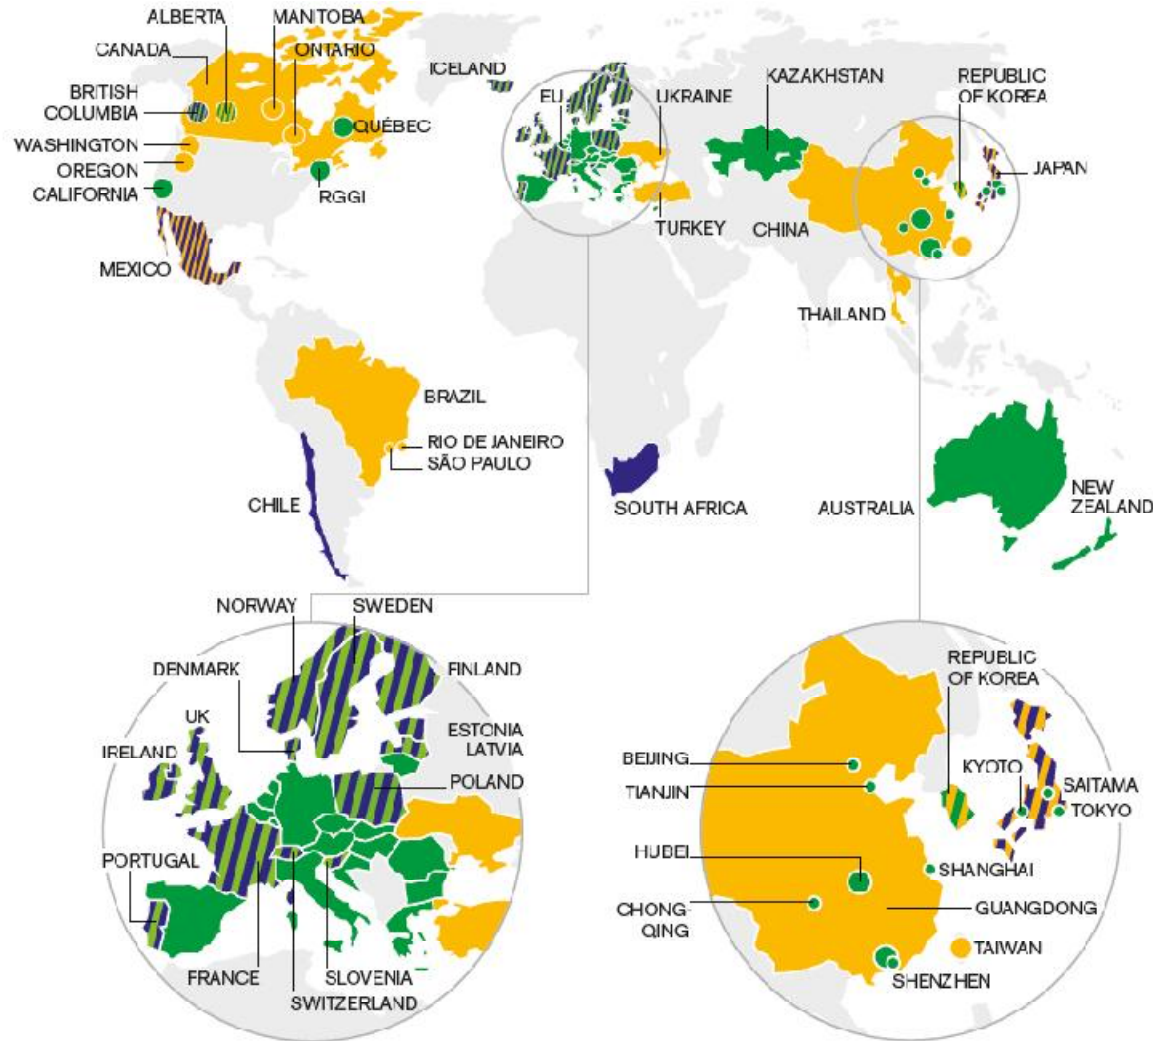 ALBERTA
MANITOBA
CANADA
ONTARIO
ICELAND
KAZAKHSTAN
REPUBLIC
OF KOREA
BRITISH
COLUMBIA
EU
UKRAINE
QUÉBEC
WASHINGTON
OREGON
CALIFORNIA
RGGI
JAPAN
TURKEY
CHINA
MEXICO
THAILAND
BRAZIL
RIO DE JANEIRO
SÃO PAULO
CHILE
SOUTH AFRICA
AUSTRALIA
NEW
ZEALAND
NORWAY
SWEDEN
DENMARK
FINLAND
UK
IRELAND
ESTONIA
LATVIA
POLAND
PORTUGAL
FRANCE
SLOVENIA
SWITZERLAND
REPUBLIC
OF KOREA
BEIJING
TIANJIN
KYOTO
SAITAMA
TOKYO
HUBEI
SHANGHAI
CHONG-
QING
GUANGDONG
TAIWAN
SHENZHEN